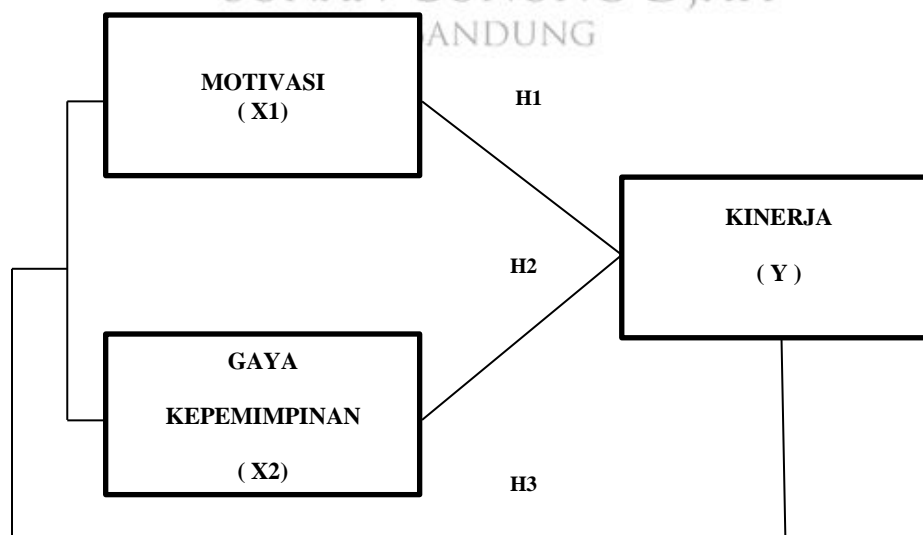 BANDUNG
MOTIVASI
( X1)
H1
KINERJA
( Y )
H2
GAYA
KEPEMIMPINAN
( X2)
H3